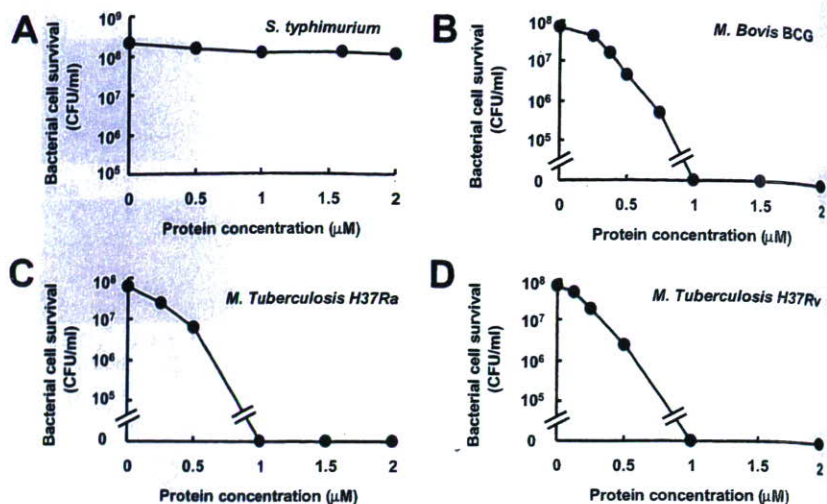 A
S. typhimurium
10⁹
10⁸
10⁷
10⁶
10⁵
Bacterial cell survival
(CFU/ml)
0 0.5 1 1.5 2
Protein concentration (μM)
B
M. Bovis BCG
10⁸
10⁷
10⁶
10⁵
0
Bacterial cell survival
(CFU/ml)
0 0.5 1 1.5 2
Protein concentration (μM)
C
M. Tuberculosis H37Ra
10⁸
10⁷
10⁶
10⁵
0
Bacterial cell survival
(CFU/ml)
0 0.5 1 1.5 2
Protein concentration (μM)
D
M. Tuberculosis H37Rv
10⁸
10⁷
10⁶
10⁵
0
Bacterial cell survival
(CFU/ml)
0 0.5 1 1.5 2
Protein concentration (μM)